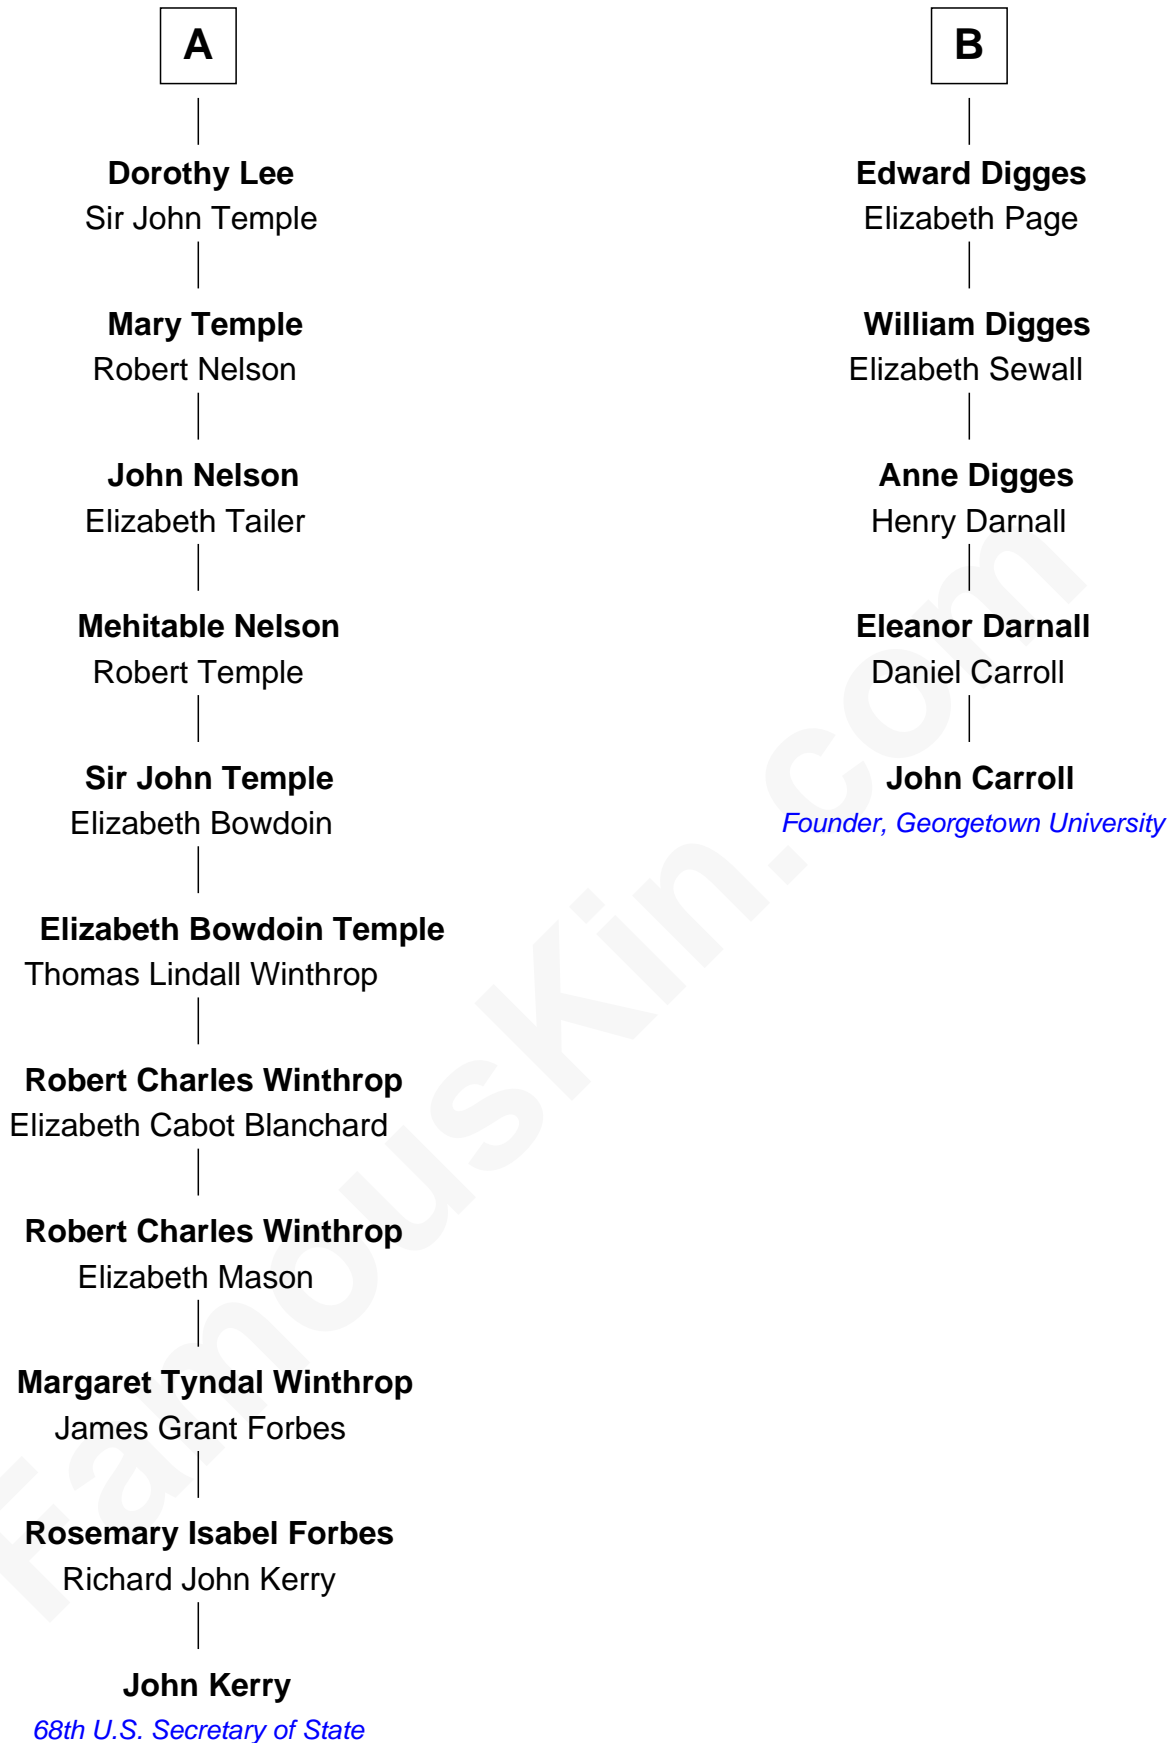 A
Dorothy Lee
Sir John Temple
Mary Temple
Robert Nelson
John Nelson
Elizabeth Tailer
Mehitable Nelson
Robert Temple
Sir John Temple
Elizabeth Bowdoin
Elizabeth Bowdoin Temple
Thomas Lindall Winthrop
Robert Charles Winthrop
Elizabeth Cabot Blanchard
Robert Charles Winthrop
Elizabeth Mason
Margaret Tyndal Winthrop
James Grant Forbes
Rosemary Isabel Forbes
Richard John Kerry
John Kerry
68th U.S. Secretary of State
B
Edward Digges
Elizabeth Page
William Digges
Elizabeth Sewall
Anne Digges
Henry Darnall
Eleanor Darnall
Daniel Carroll
John Carroll
Founder, Georgetown University
FamousKin.com